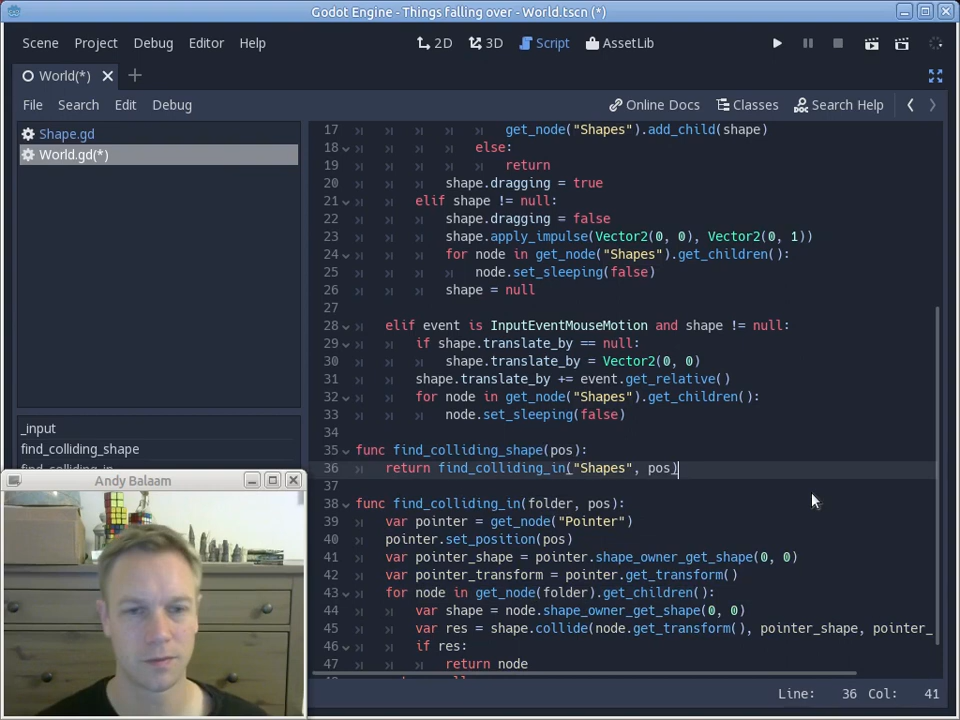 Godot Engine - Things falling over - World.tscn (*)
Scene Project Debug Editor Help 2D 3D Script AssetLib
World(*)
File Search Edit Debug Online Docs Classes Search Help
Shape.gd
World.gd(*)
_input
find_colliding_shape
find_colliding_in
Andy Balaam
17 get_node("Shapes").add_child(shape)
18 else:
19 return
20 shape.dragging = true
21 elif shape != null:
22 shape.dragging = false
23 shape.apply_impulse(Vector2(0, 0), Vector2(0, 1))
24 for node in get_node("Shapes").get_children():
25 node.set_sleeping(false)
26 shape = null
27
28 elif event is InputEventMouseMotion and shape != null:
29 if shape.translate_by == null:
30 shape.translate_by = Vector2(0, 0)
31 shape.translate_by += event.get_relative()
32 for node in get_node("Shapes").get_children():
33 node.set_sleeping(false)
34
35 func find_colliding_shape(pos):
36 return find_colliding_in("Shapes", pos)
37
38 func find_colliding_in(folder, pos):
39 var pointer = get_node("Pointer")
40 pointer.set_position(pos)
41 var pointer_shape = pointer.shape_owner_get_shape(0, 0)
42 var pointer_transform = pointer.get_transform()
43 for node in get_node(folder).get_children():
44 var shape = node.shape_owner_get_shape(0, 0)
45 var res = shape.collide(node.get_transform(), pointer_shape, pointer_
46 if res:
47 return node
Line: 36 Col: 41